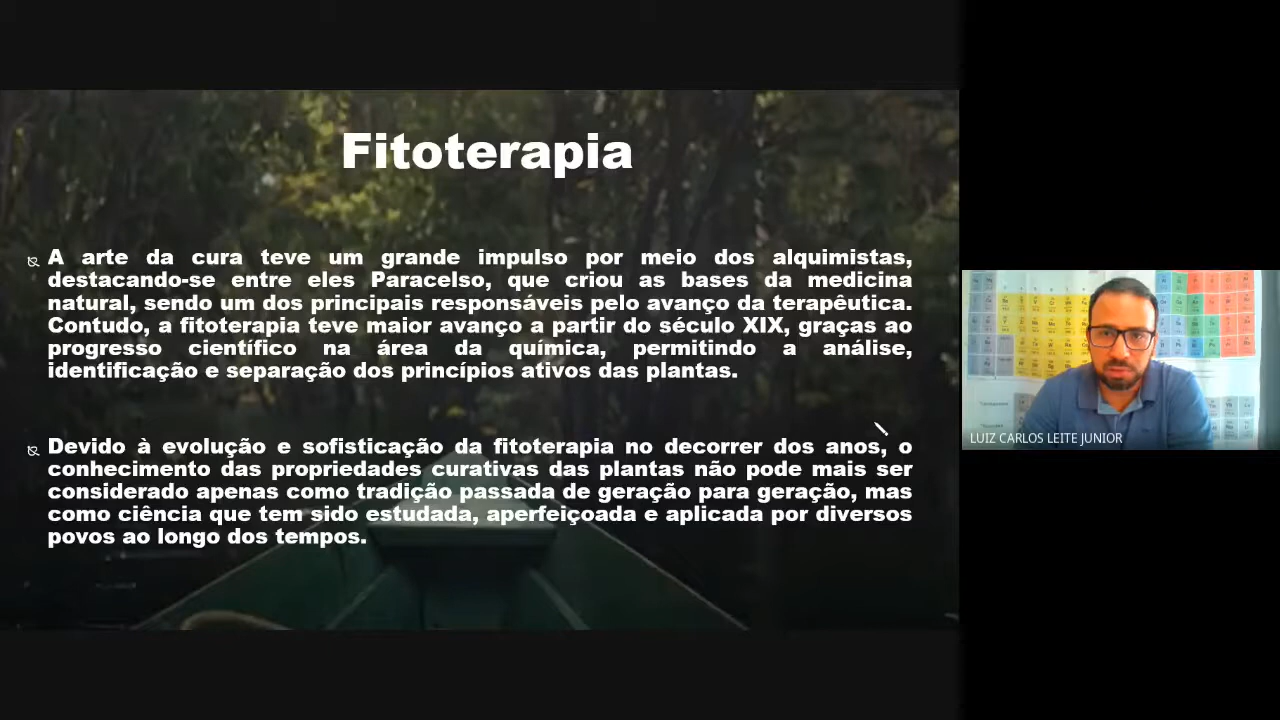 Fitoterapia
A arte da cura teve um grande impulso por meio dos alquimistas,
destacando-se entre eles Paracelso, que criou as bases da medicina
natural, sendo um dos principais responsáveis pelo avanço da terapêutica.
Contudo, a fitoterapia teve maior avanço a partir do século XIX, graças ao
progresso científico na área da química, permitindo a análise,
identificação e separação dos princípios ativos das plantas.
Devido à evolução e sofisticação da fitoterapia no decorrer dos anos, o
conhecimento das propriedades curativas das plantas não pode mais ser
considerado apenas como tradição passada de geração para geração, mas
como ciência que tem sido estudada, aperfeiçoada e aplicada por diversos
povos ao longo dos tempos.
LUIZ CARLOS LEITE JUNIOR